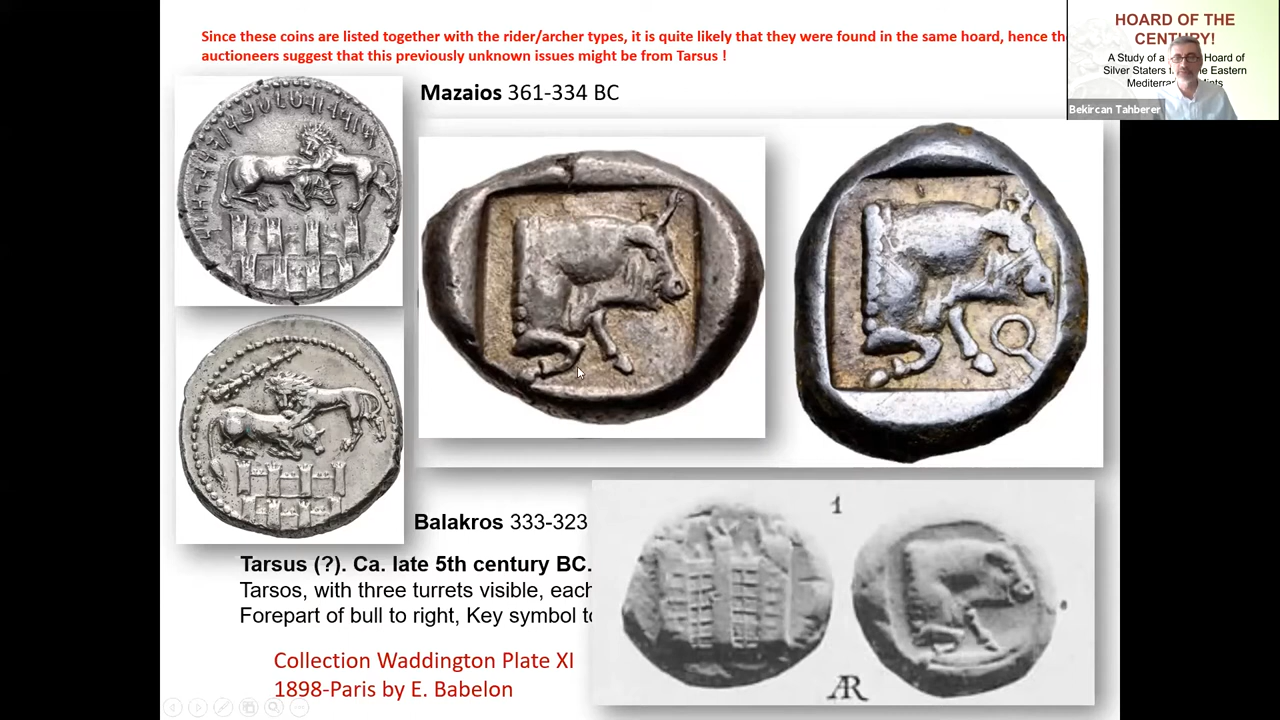 Since these coins are listed together with the rider/archer types, it is quite likely that they were found in the same hoard, hence the
auctioneers suggest that this previously unknown issues might be from Tarsus !
HOARD OF THE
CENTURY!
A Study of a Hoard of
Silver Staters Eastern
Mints
Bekircan Tahberer
Mazaios 361-334 BC
Balakros 333-323
Tarsus (?). Ca. late 5th century BC.
Tarsos, with three turrets visible, each
Forepart of bull to right, Key symbol
1
Æ
Collection Waddington Plate XI
1898-Paris by E. Babelon